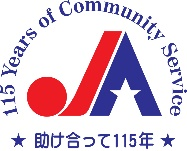 115 Years of Community Service
JA
★ 助け合って115年 ★